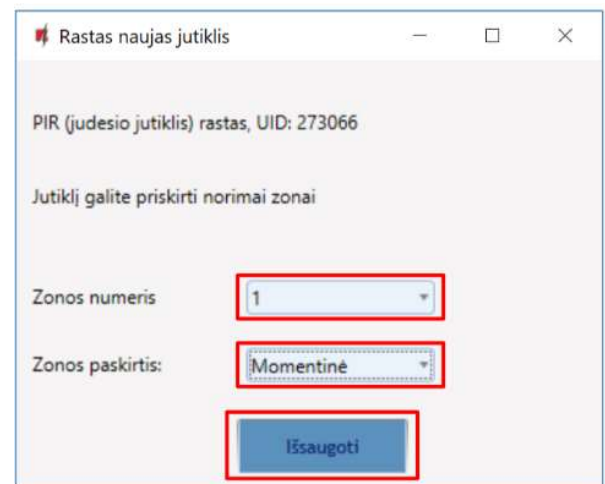 Rastas naujas jutiklis
PIR (judesio jutiklis) rastas, UID: 273066
Jutiklį galite priskirti norimai zonai
Zonos numeris 1
Zonos paskirtis: Momentinė
Išsaugoti